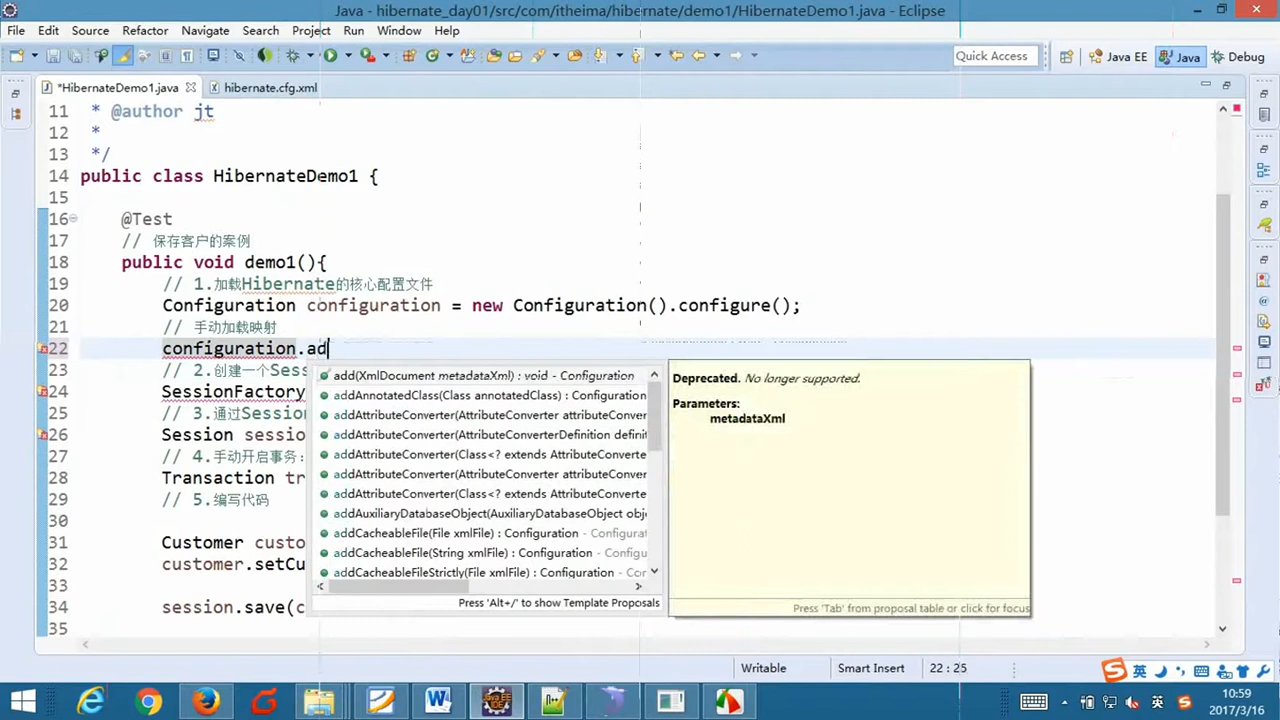 Java - hibernate_day01/src/com/itheima/hibernate/demo1/HibernateDemo1.java - Eclipse
File Edit Source Refactor Navigate Search Project Run Window Help
Quick Access Java EE Java Debug
*HibernateDemo1.java hibernate.cfg.xml
11 * @author jt
12 *
13 */
14 public class HibernateDemo1 {
15
16 @Test
17 // 保存客户的案例
18 public void demo1(){
19 // 1.加载Hibernate的核心配置文件
20 Configuration configuration = new Configuration().configure();
21 // 手动加载映射
22 configuration.ad
23 // 2.创建一个Sess
24 SessionFactory
25 // 3.通过Session
26 Session sessio
27 // 4.手动开启事务:
28 Transaction tr
29 // 5.编写代码
30
31 Customer custo
32 customer.setCu
33
34 session.save(c
35
add(XmlDocument metadataXml) : void - Configuration
addAnnotatedClass(Class annotatedClass) : Configuration
addAttributeConverter(AttributeConverter attributeConver
addAttributeConverter(AttributeConverterDefinition definit
addAttributeConverter(Class<? extends AttributeConverte
addAttributeConverter(AttributeConverter attributeConver
addAttributeConverter(Class<? extends AttributeConverte
addAuxiliaryDatabaseObject(AuxiliaryDatabaseObject obje
addCacheableFile(File xmlFile) : Configuration - Configura
addCacheableFile(String xmlFile) : Configuration - Configu
addCacheableFileStrictly(File xmlFile) : Configuration - Con
Press 'Alt+/' to show Template Proposals
Deprecated. No longer supported.
Parameters:
metadataXml
Press 'Tab' from proposal table or click for focus
Writable Smart Insert 22 : 25
英
英
10:59
2017/3/16